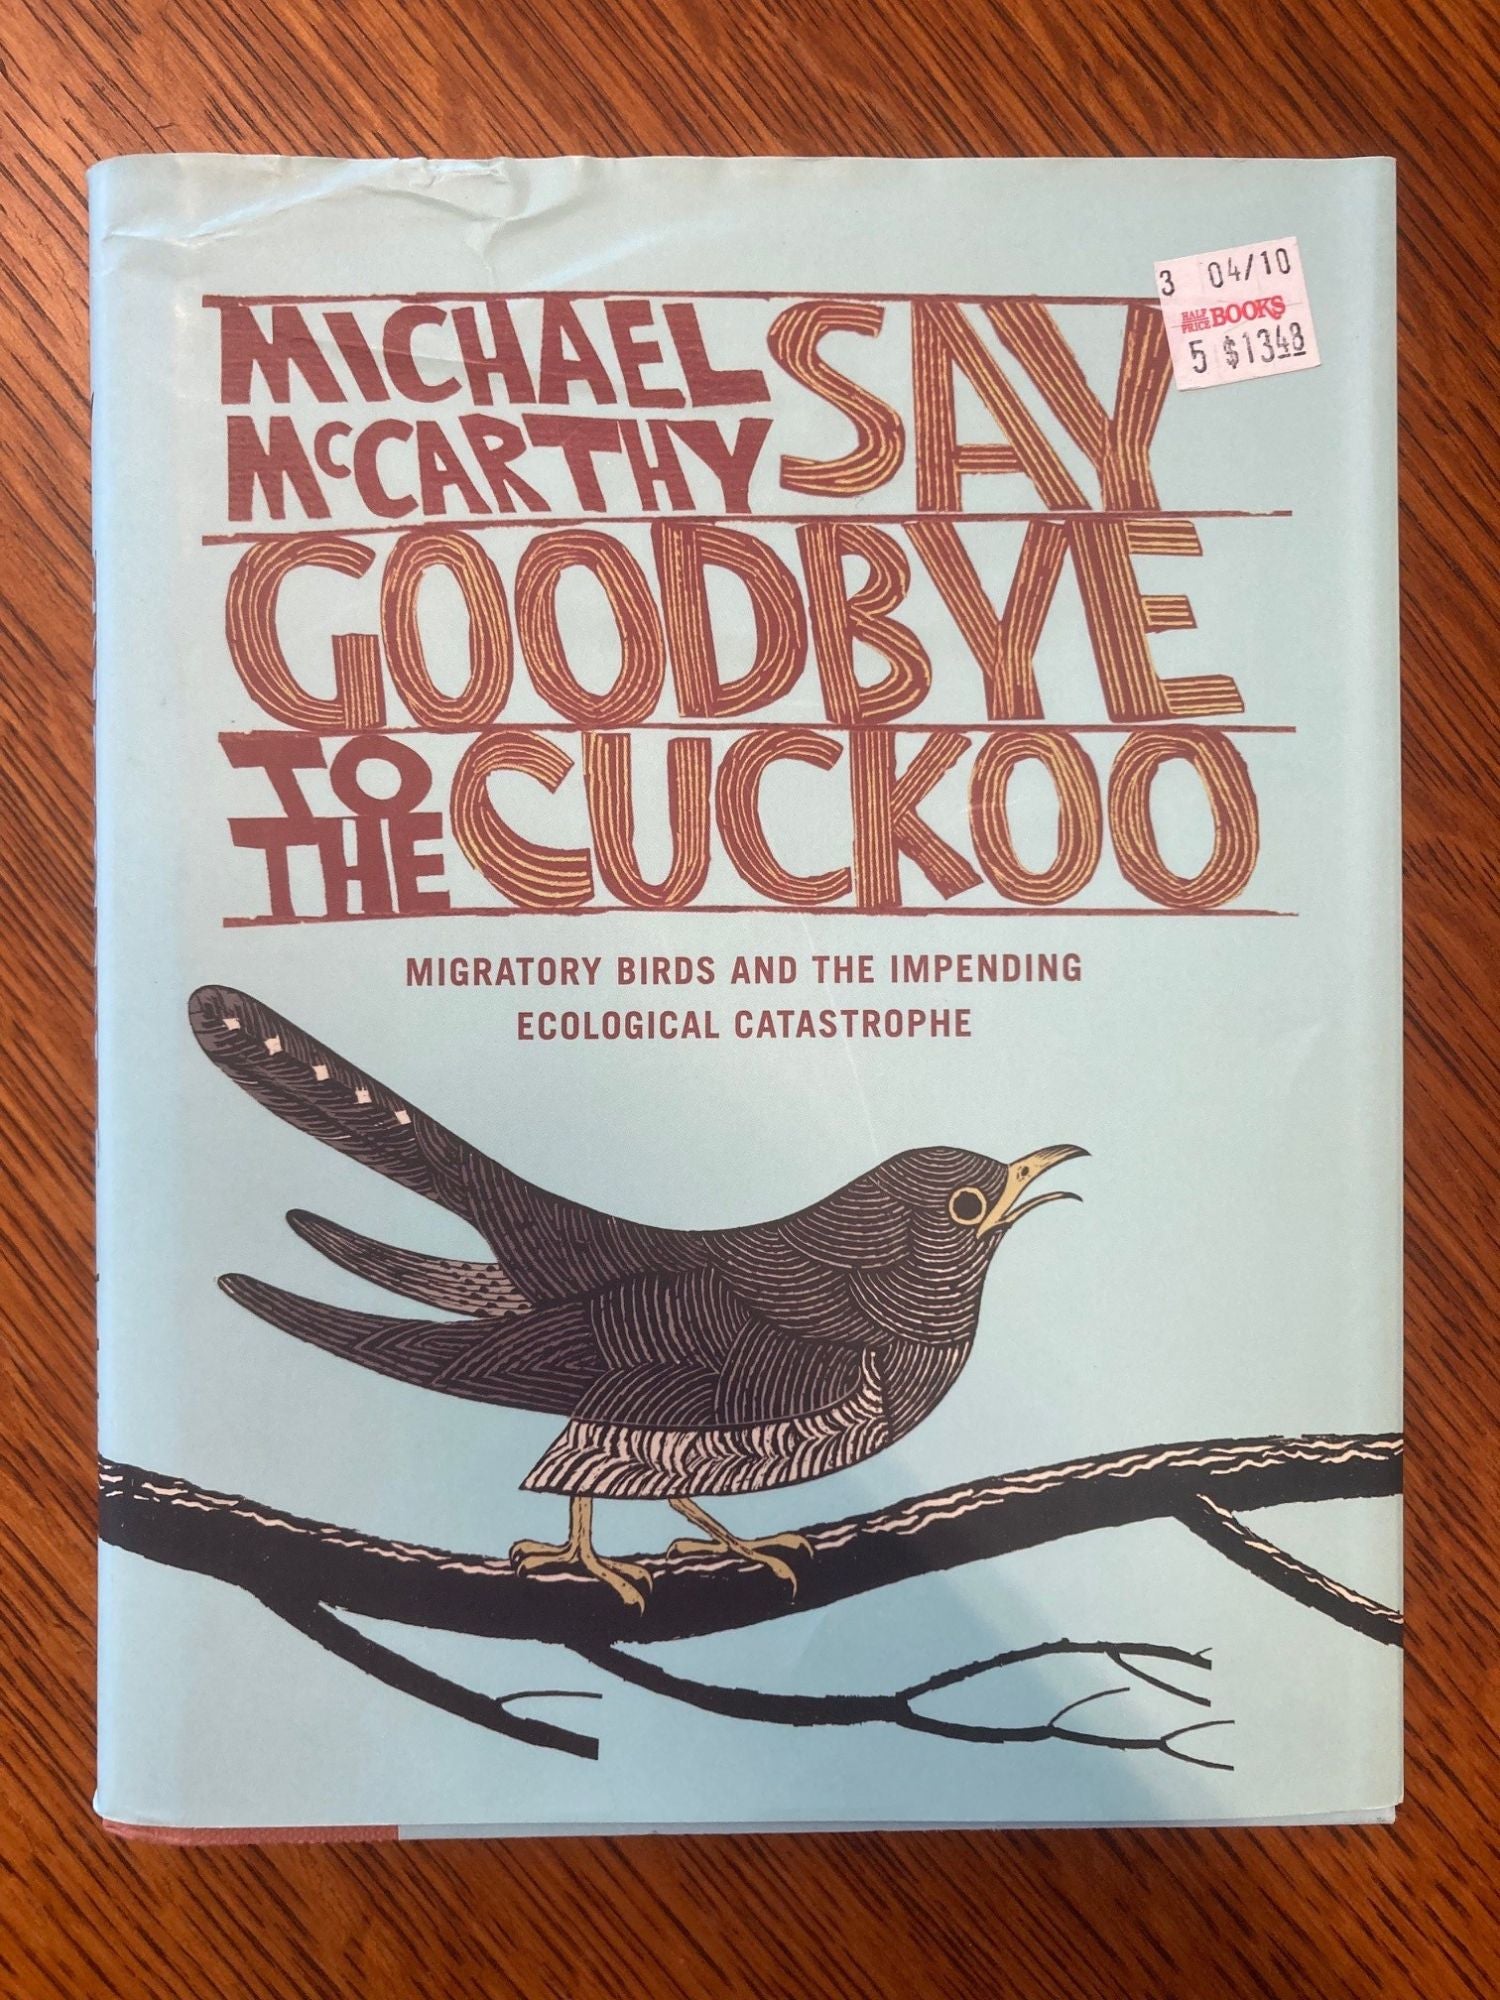 3 04/10
HALF PRICE BOOKS
5 $13.48
MICHAEL
McCARTHY
SAY
GOODBYE
TO
THE
CUCKOO
MIGRATORY BIRDS AND THE IMPENDING
ECOLOGICAL CATASTROPHE